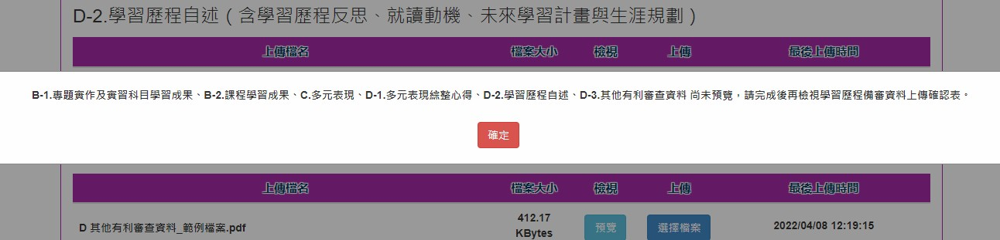 D-2.學習歷程自述（含學習歷程反思、就讀動機、未來學習計畫與生涯規劃）
上傳檔名 檔案大小 檢視 上傳 最後上傳時間
B-1.專題實作及實習科目學習成果、B-2.課程學習成果、C.多元表現、D-1.多元表現綜整心得、D-2.學習歷程自述、D-3.其他有利審查資料 尚未預覽，請完成後再檢視學習歷程備審資料上傳確認表。
確定
上傳檔名 檔案大小 檢視 上傳 最後上傳時間
D 其他有利審查資料_範例檔案.pdf 412.17 KBytes 預覽 選擇檔案 2022/04/08 12:19:15